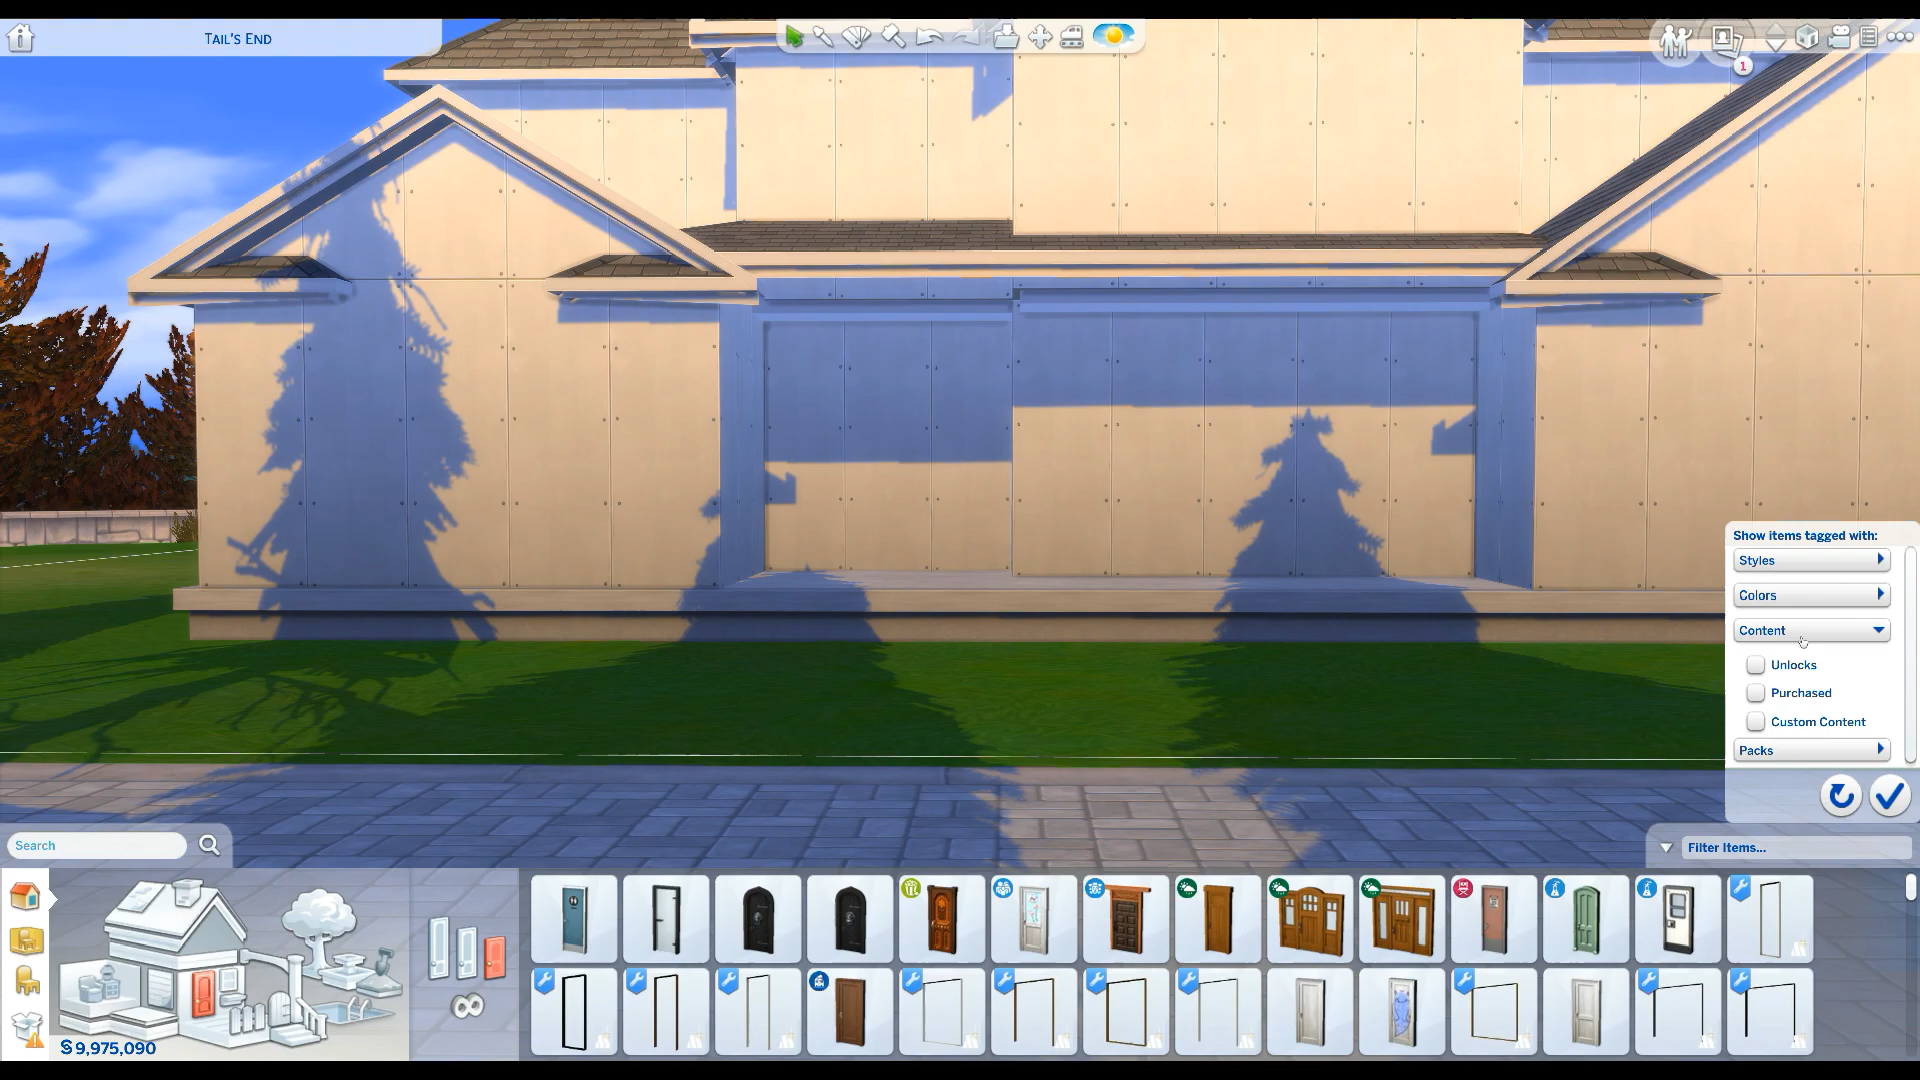 TAIL'S END
1
Show items tagged with:
Styles
Colors
Content
Unlocks
Purchased
Custom Content
Packs
Search
Filter Items...
§9,975,090